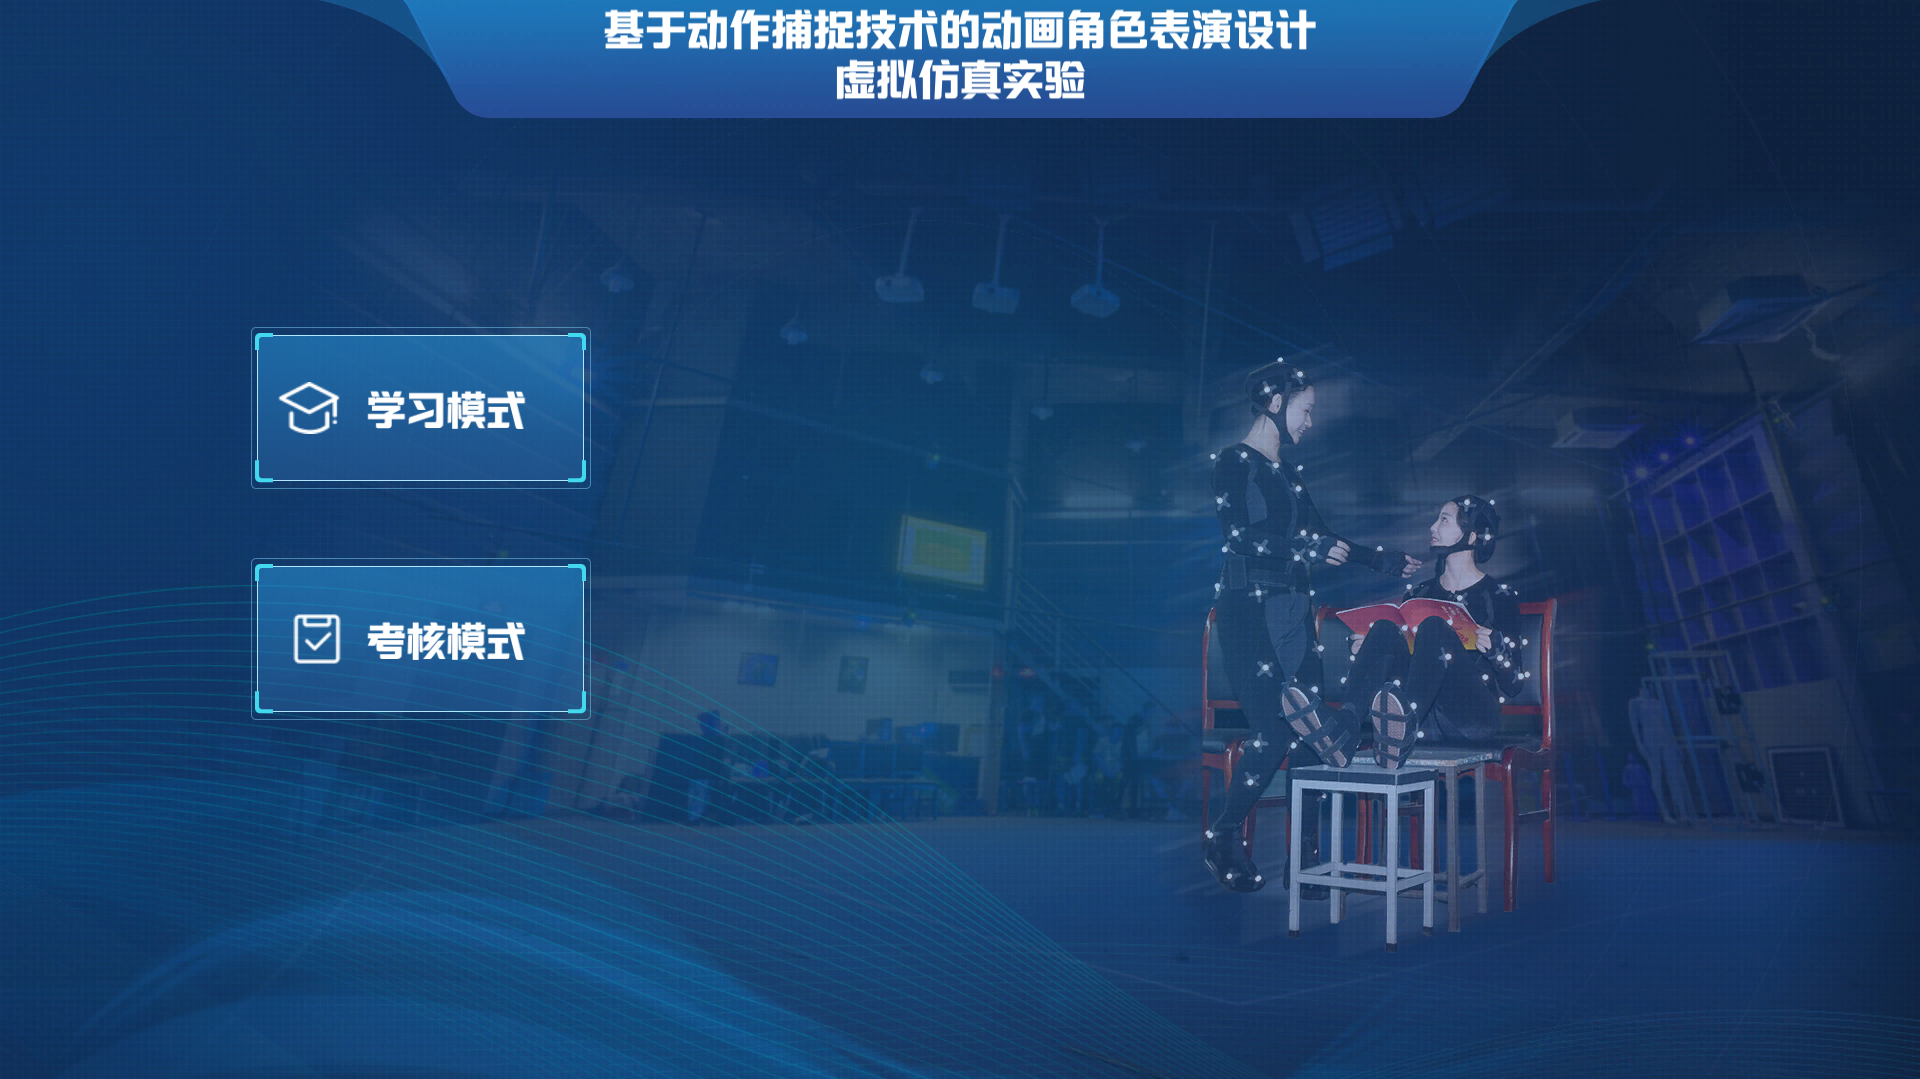 基于动作捕捉技术的动画角色表演设计
虚拟仿真实验
学习模式
考核模式